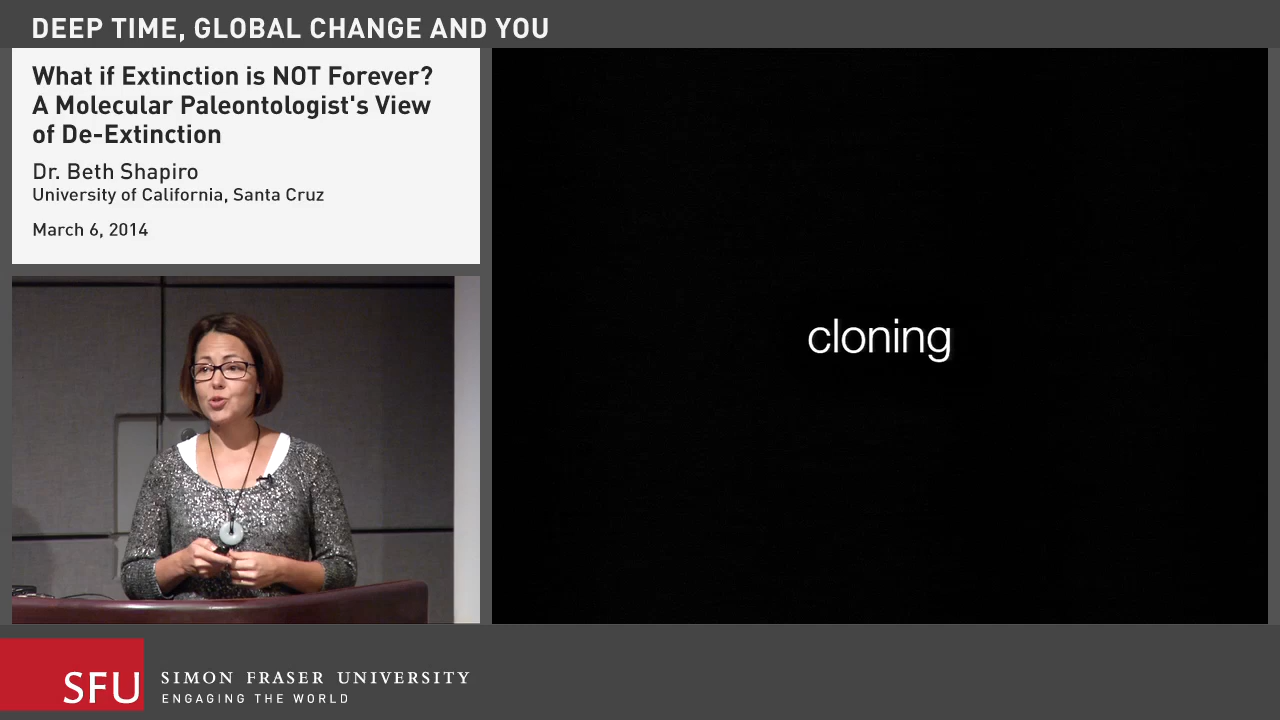 DEEP TIME, GLOBAL CHANGE AND YOU
What if Extinction is NOT Forever?
A Molecular Paleontologist's View
of De-Extinction
Dr. Beth Shapiro
University of California, Santa Cruz
March 6, 2014
cloning
SFU
SIMON FRASER UNIVERSITY
ENGAGING THE WORLD